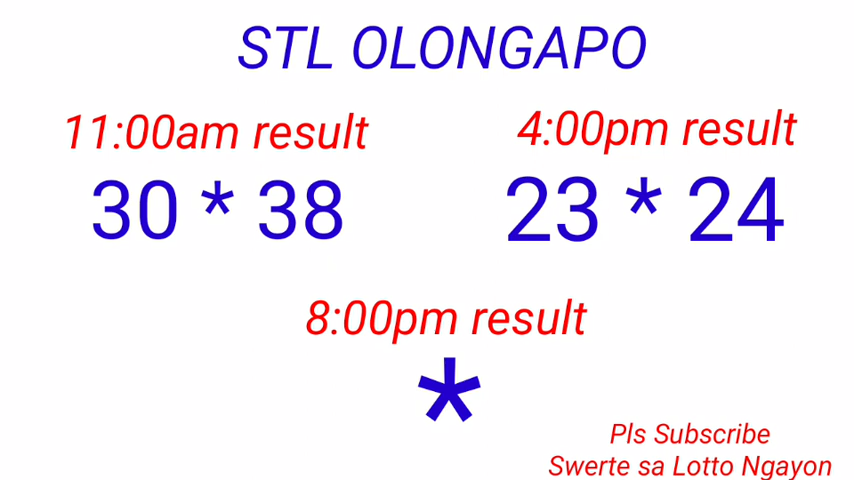 STL OLONGAPO
11:00am result
30 * 38
4:00pm result
23 * 24
8:00pm result
*
Pls Subscribe
Swerte sa Lotto Ngayon